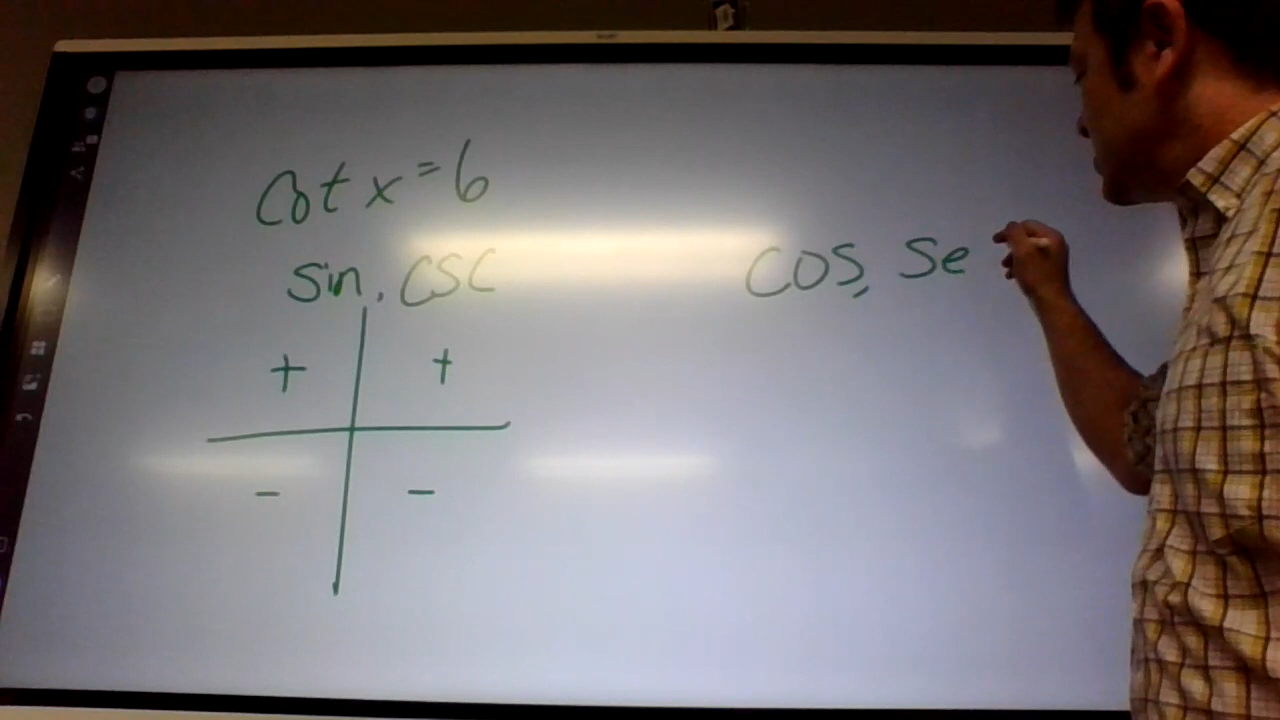 Cot x = 6
Sin, CSC
COS, Se
+ +
- -